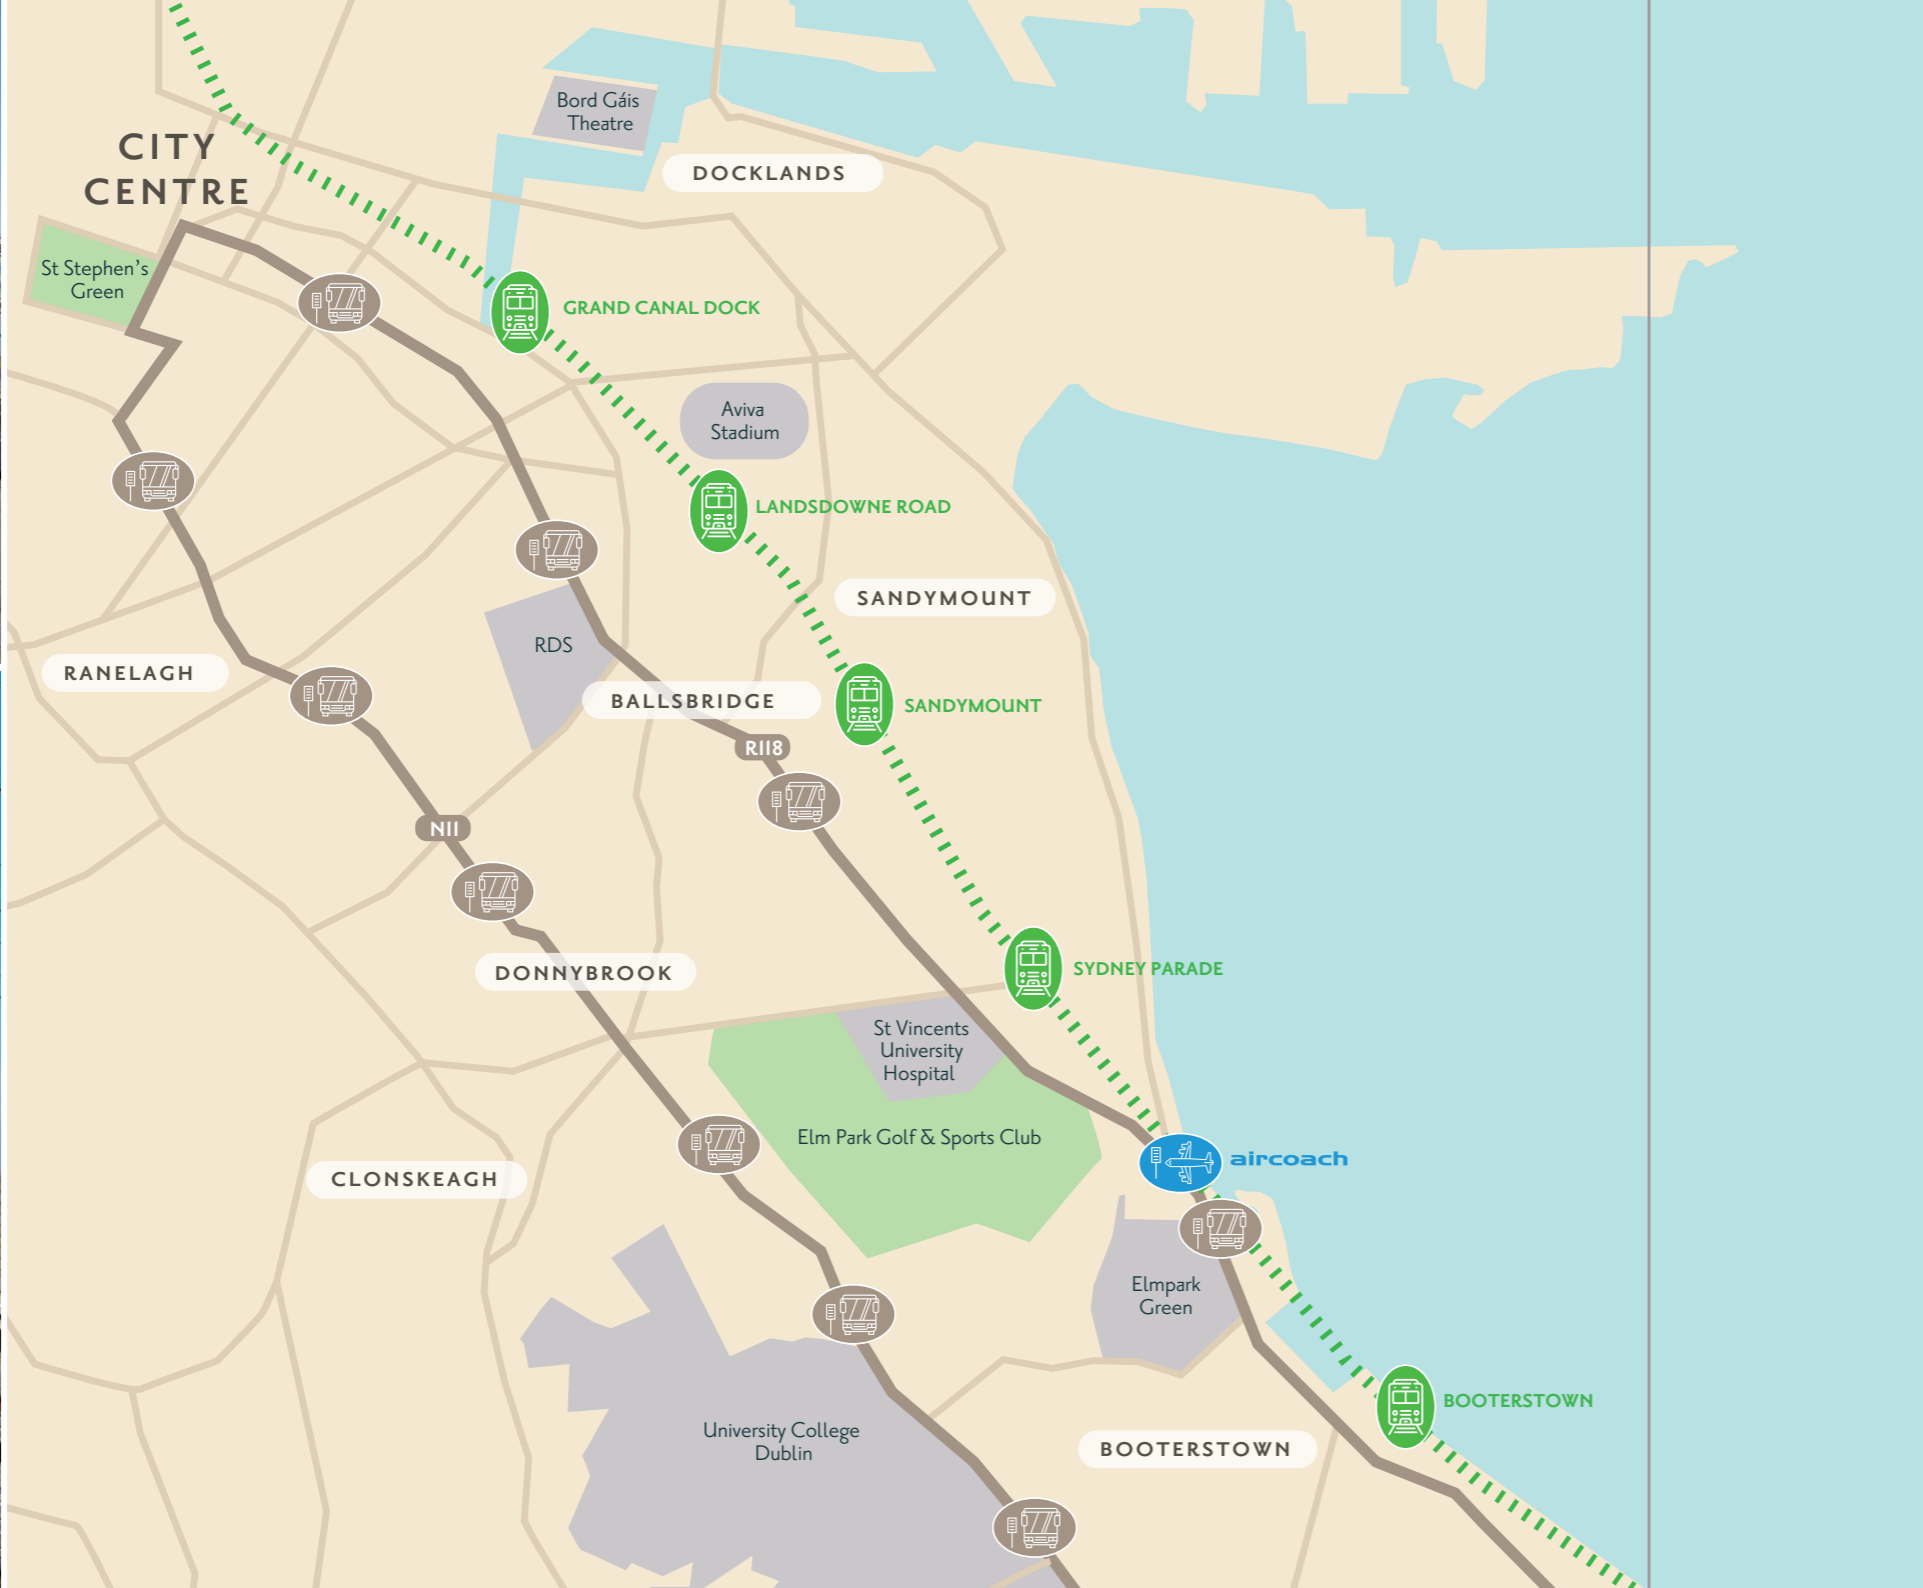 Bord Gáis
Theatre
CITY
CENTRE
DOCKLANDS
St Stephen's
Green
GRAND CANAL DOCK
Aviva
Stadium
LANDSDOWNE ROAD
SANDYMOUNT
RDS
RANELAGH
BALLSBRIDGE
SANDYMOUNT
R118
N11
DONNYBROOK
SYDNEY PARADE
St Vincents
University
Hospital
Elm Park Golf & Sports Club
aircoach
CLONSKEAGH
Elmpark
Green
BOOTERSTOWN
University College
Dublin
BOOTERSTOWN